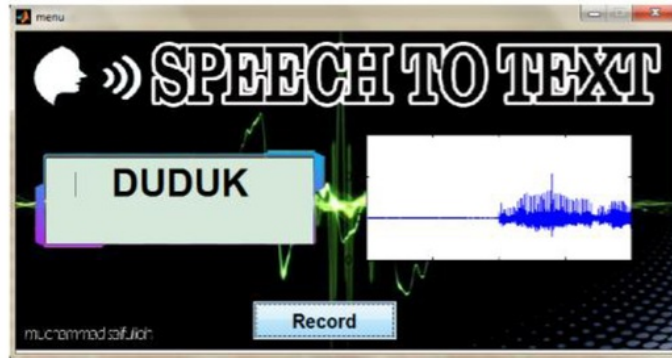 menu
SPEECH TO TEXT
DUDUK
Record
muchammad saifulloh